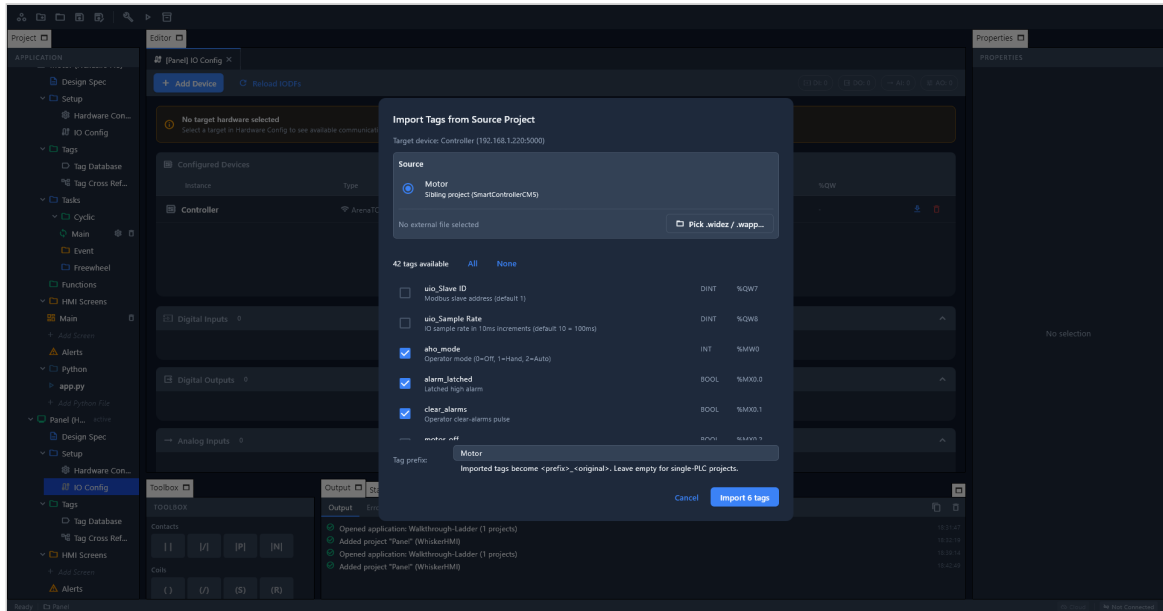 Project
Editor
Properties
APPLICATION
[Panel] IO Config ×
PROPERTIES
Design Spec
Setup
Hardware Con...
IO Config
Tags
Tag Database
Tag Cross Ref...
Tasks
Cyclic
Main
Event
Freewheel
Functions
HMI Screens
Main
+ Add Screen
Alerts
Python
app.py
+ Add Python File
Panel (H... active
Design Spec
Setup
Hardware Con...
IO Config
Tags
Tag Database
Tag Cross Ref...
HMI Screens
+ Add Screen
Alerts
+ Add Device
Reload IODFs
No target hardware selected
Select a target in Hardware Config to see available communicati
Configured Devices
Instance
Type
%QW
Controller
ArenaTC
Digital Inputs 0
Digital Outputs 0
Analog Inputs 0
No selection
Import Tags from Source Project
Target device: Controller (192.168.1.220:5000)
Source
Motor
Sibling project (SmartControllerCM5)
No external file selected
Pick .widez / .wapp...
42 tags available All None
uio_Slave ID DINT %QW7
Modbus slave address (default 1)
uio_Sample Rate DINT %QW8
IO sample rate in 10ms increments (default 10 = 100ms)
aho_mode INT %MW0
Operator mode (0=Off, 1=Hand, 2=Auto)
alarm_latched BOOL %MX0.0
Latched high alarm
clear_alarms BOOL %MX0.1
Operator clear-alarms pulse
motor_off BOOL %MX0.2
Tag prefix: Motor
Imported tags become <prefix>_<original>. Leave empty for single-PLC projects.
Cancel
Import 6 tags
Toolbox
TOOLBOX
Contacts
[ ] [/] [P] [N]
Coils
( ) (/) (S) (R)
Output
Output
Opened application: Walkthrough-Ladder (1 projects)
Added project "Panel" (WhiskerHMI)
Opened application: Walkthrough-Ladder (1 projects)
Added project "Panel" (WhiskerHMI)
Ready Panel
Not Connected